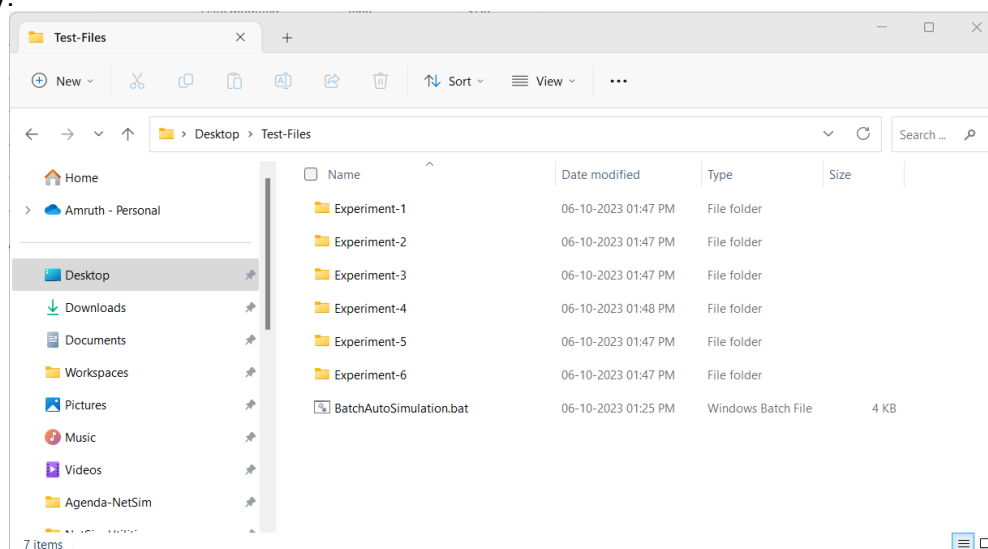 y.
Test-Files
New
Sort
View
Desktop > Test-Files
Search ...
Name Date modified Type Size
Home
Amruth - Personal
Desktop
Downloads
Documents
Workspaces
Pictures
Music
Videos
Agenda-NetSim
Experiment-1 06-10-2023 01:47 PM File folder
Experiment-2 06-10-2023 01:47 PM File folder
Experiment-3 06-10-2023 01:47 PM File folder
Experiment-4 06-10-2023 01:48 PM File folder
Experiment-5 06-10-2023 01:47 PM File folder
Experiment-6 06-10-2023 01:47 PM File folder
BatchAutoSimulation.bat 06-10-2023 01:25 PM Windows Batch File 4 KB
7 items